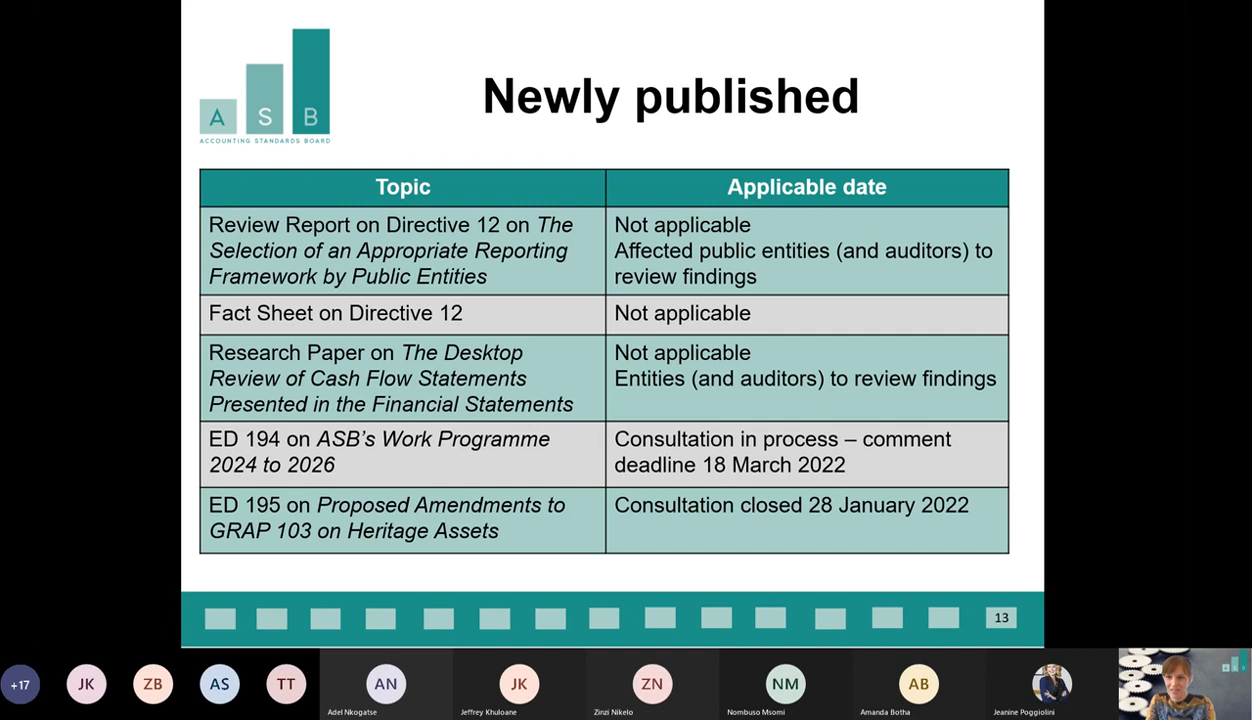 A S B
ACCOUNTING STANDARDS BOARD
Newly published
Topic
Applicable date
Review Report on Directive 12 on The
Selection of an Appropriate Reporting
Framework by Public Entities
Not applicable
Affected public entities (and auditors) to
review findings
Fact Sheet on Directive 12
Not applicable
Research Paper on The Desktop
Review of Cash Flow Statements
Presented in the Financial Statements
Not applicable
Entities (and auditors) to review findings
ED 194 on ASB’s Work Programme
2024 to 2026
Consultation in process – comment
deadline 18 March 2022
ED 195 on Proposed Amendments to
GRAP 103 on Heritage Assets
Consultation closed 28 January 2022
13
+17
JK
ZB
AS
TT
AN
Adel Nkogatse
JK
Jeffrey Khuloane
ZN
Zinzi Nikelo
NM
Nombuso Msomi
AB
Amanda Botha
Jeanine Poggiolini